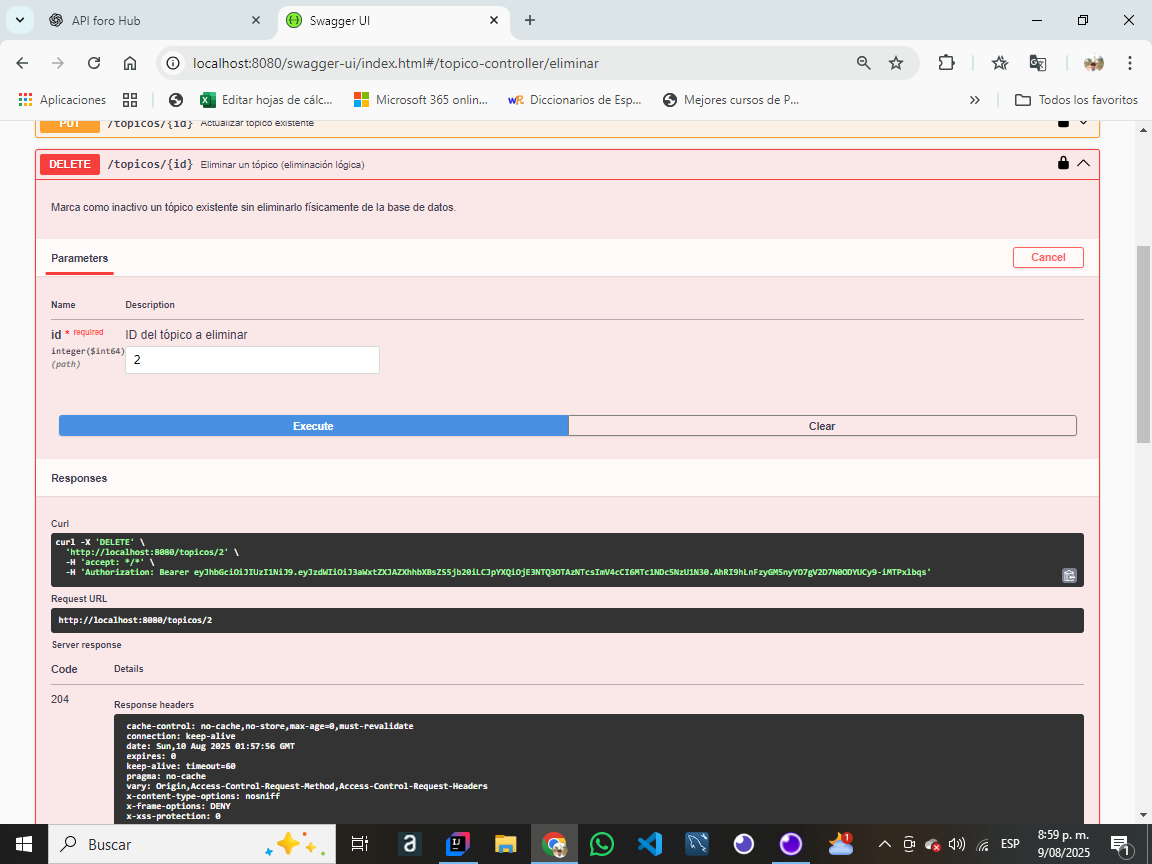 API foro Hub
Swagger UI
localhost:8080/swagger-ui/index.html#/topico-controller/eliminar
Aplicaciones
Editar hojas de cálc...
Microsoft 365 onlin...
Diccionarios de Esp...
Mejores cursos de P...
Todos los favoritos
PUT /topicos/{id} Actualizar tópico existente
DELETE /topicos/{id} Eliminar un tópico (eliminación lógica)
Marca como inactivo un tópico existente sin eliminarlo físicamente de la base de datos.
Parameters
Cancel
Name Description
id * required ID del tópico a eliminar
integer($int64)
(path)
2
Execute Clear
Responses
Curl
curl -X 'DELETE' \
'http://localhost:8080/topicos/2' \
-H 'accept: */*' \
Request URL
http://localhost:8080/topicos/2
Server response
Code Details
204
Response headers
cache-control: no-cache,no-store,max-age=0,must-revalidate
connection: keep-alive
date: Sun,10 Aug 2025 01:57:56 GMT
expires: 0
keep-alive: timeout=60
pragma: no-cache
vary: Origin,Access-Control-Request-Method,Access-Control-Request-Headers
x-content-type-options: nosniff
x-frame-options: DENY
x-xss-protection: 0
Buscar
ESP
8:59 p. m.
9/08/2025